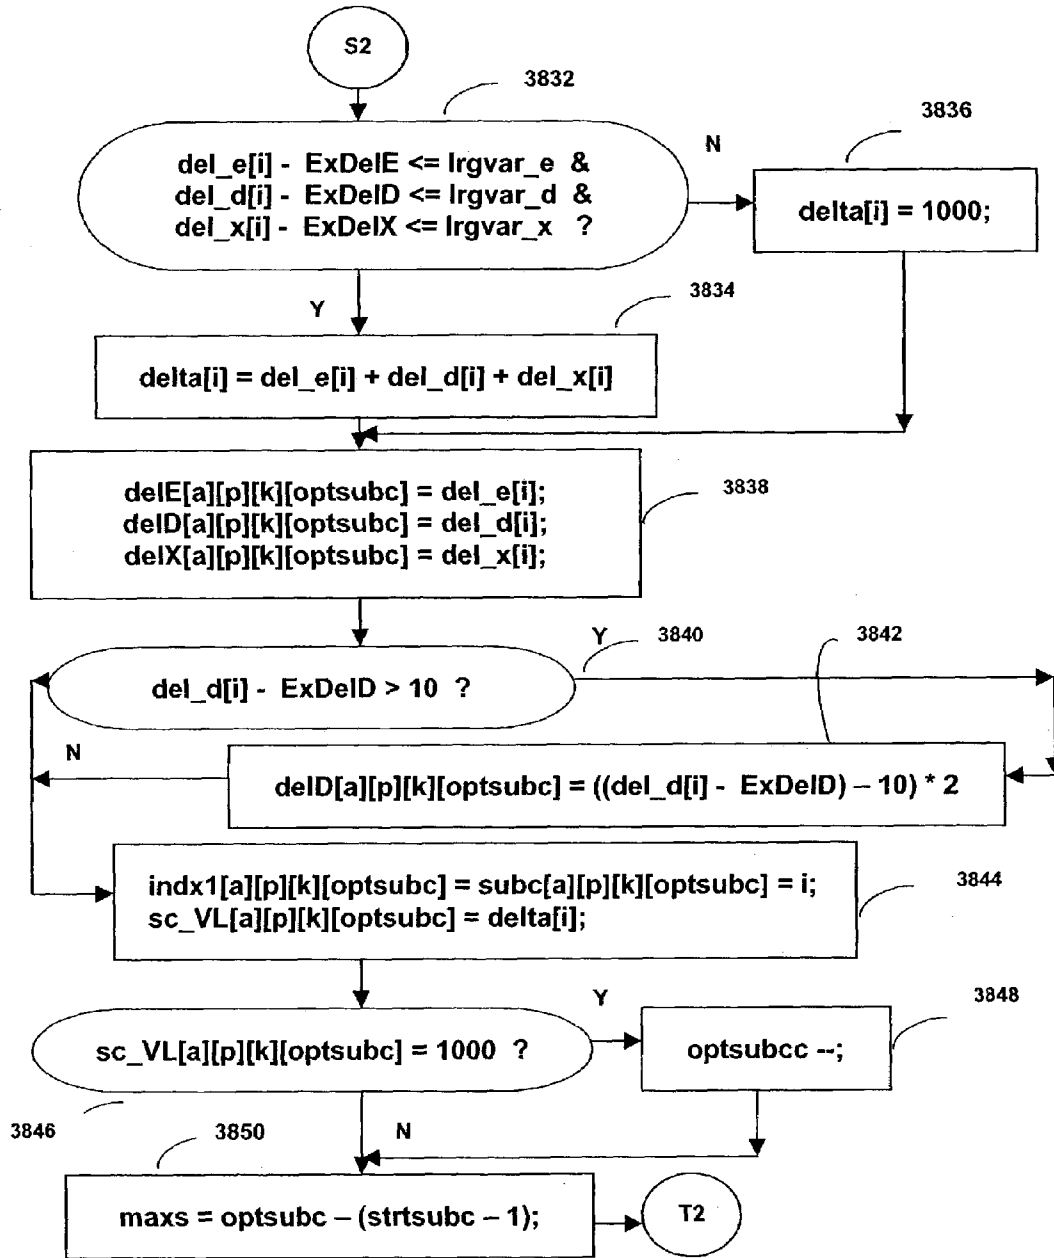 S2
3832
del_e[i] - ExDelE <= lrgvar_e &
del_d[i] - ExDelD <= lrgvar_d &
del_x[i] - ExDelX <= lrgvar_x ?
N
3836
delta[i] = 1000;
Y
3834
delta[i] = del_e[i] + del_d[i] + del_x[i]
delE[a][p][k][optsubc] = del_e[i];
delD[a][p][k][optsubc] = del_d[i];
delX[a][p][k][optsubc] = del_x[i];
3838
del_d[i] - ExDelD > 10 ?
Y
3840
3842
N
delD[a][p][k][optsubc] = ((del_d[i] - ExDelD) – 10) * 2
indx1[a][p][k][optsubc] = subc[a][p][k][optsubc] = i;
sc_VL[a][p][k][optsubc] = delta[i];
3844
sc_VL[a][p][k][optsubc] = 1000 ?
Y
3848
optsubcc --;
3846
3850
N
maxs = optsubc – (strtsubc – 1);
T2